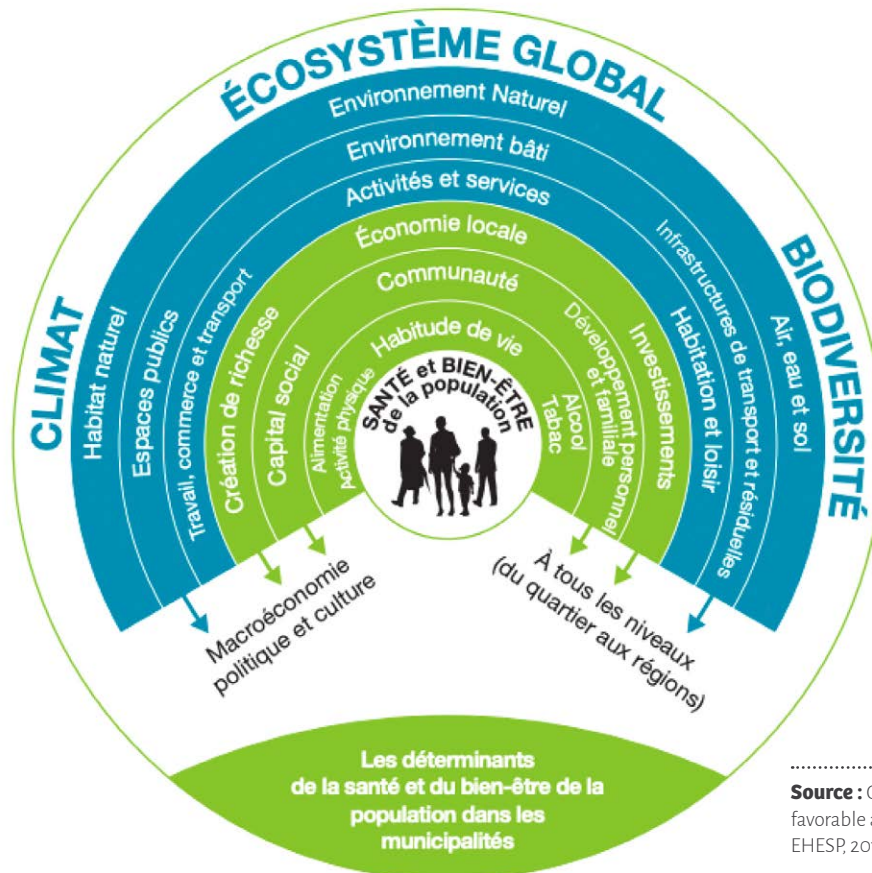 ÉCOSYSTÈME GLOBAL
CLIMAT
BIODIVERSITÉ
Environnement Naturel
Habitat naturel
Air, eau et sol
Environnement bâti
Espaces publics
Infrastructures de transport et résiduelles
Activités et services
Travail, commerce et transport
Habitation et loisir
Économie locale
Création de richesse
Investissements
Communauté
Capital social
Développement personnel
et familiale
Habitude de vie
Alimentation
Activité physique
Alcool
Tabac
SANTÉ et BIEN-ÊTRE
de la population
Macroéconomie
politique et culture
À tous les niveaux
(du quartier aux régions)
Les déterminants
de la santé et du bien-être de la
population dans les
municipalités
Source :
favorable
EHESP,